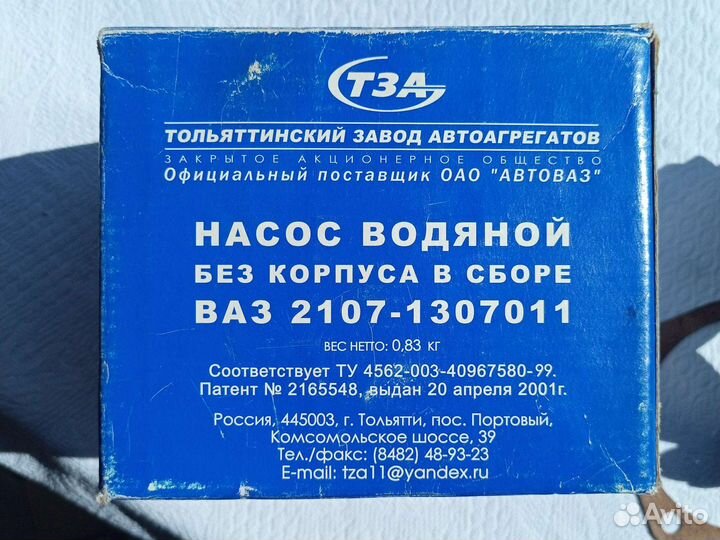 ТЗА
ТОЛЬЯТТИНСКИЙ ЗАВОД АВТОАГРЕГАТОВ
ЗАКРЫТОЕ АКЦИОНЕРНОЕ ОБЩЕСТВО
Официальный поставщик ОАО "АВТОВАЗ"
НАСОС ВОДЯНОЙ
БЕЗ КОРПУСА В СБОРЕ
ВАЗ 2107-1307011
ВЕС НЕТТО: 0,83 КГ
Соответствует ТУ 4562-003-40967580-99.
Патент № 2165548, выдан 20 апреля 2001г.
Россия, 445003, г. Тольятти, пос. Портовый,
Комсомольское шоссе, 39
Тел./факс: (8482) 48-93-23
E-mail: tza11@yandex.ru
Avito